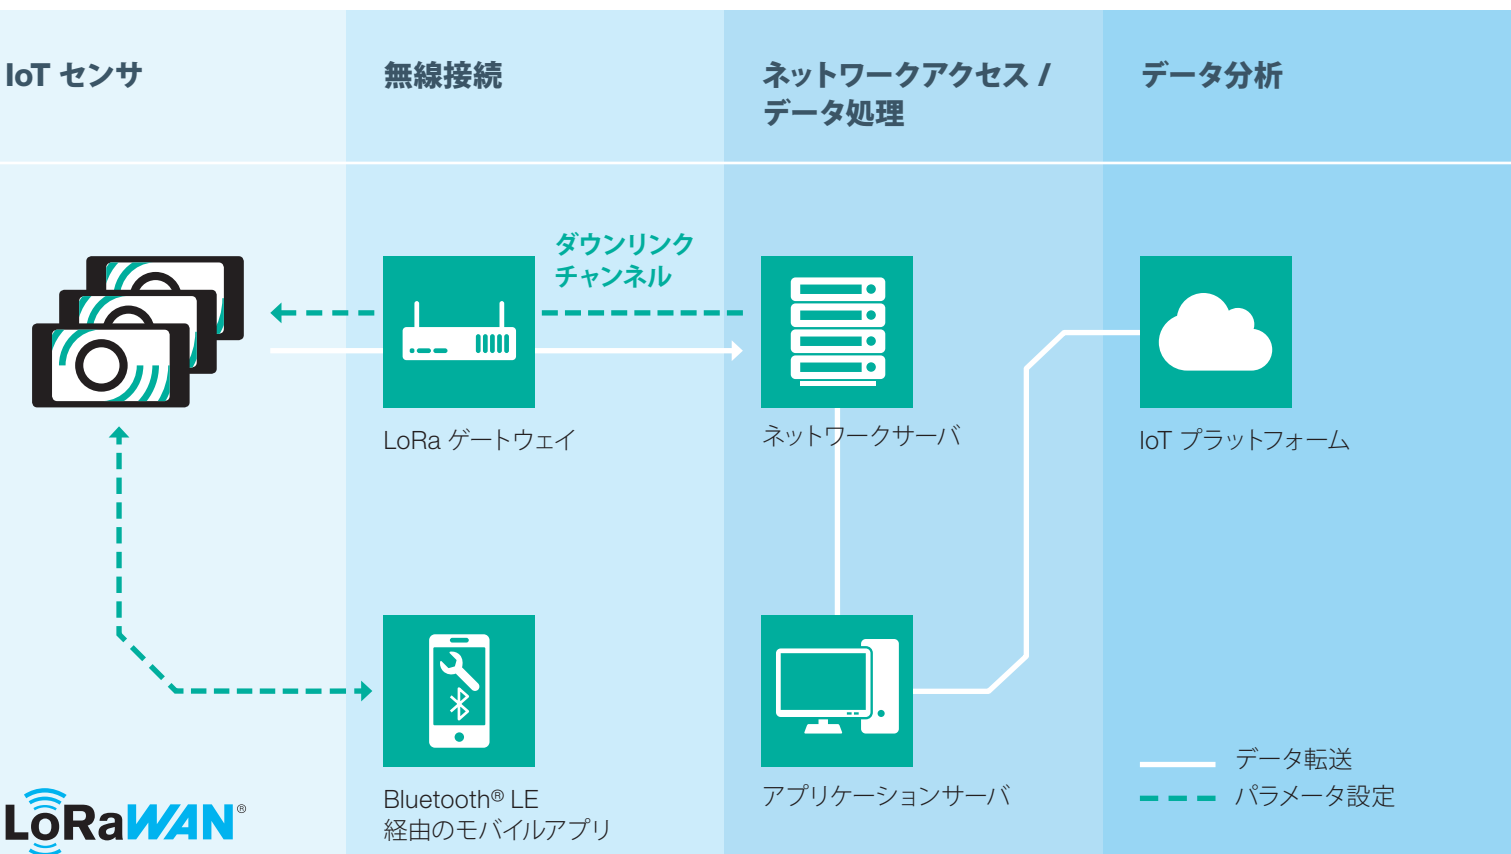 IoT センサ
無線接続
ネットワークアクセス /
データ処理
データ分析
ダウンリンク
チャンネル
LoRa ゲートウェイ
ネットワークサーバ
IoT プラットフォーム
Bluetooth® LE
経由のモバイルアプリ
アプリケーションサーバ
データ転送
パラメータ設定
LoRaWAN®